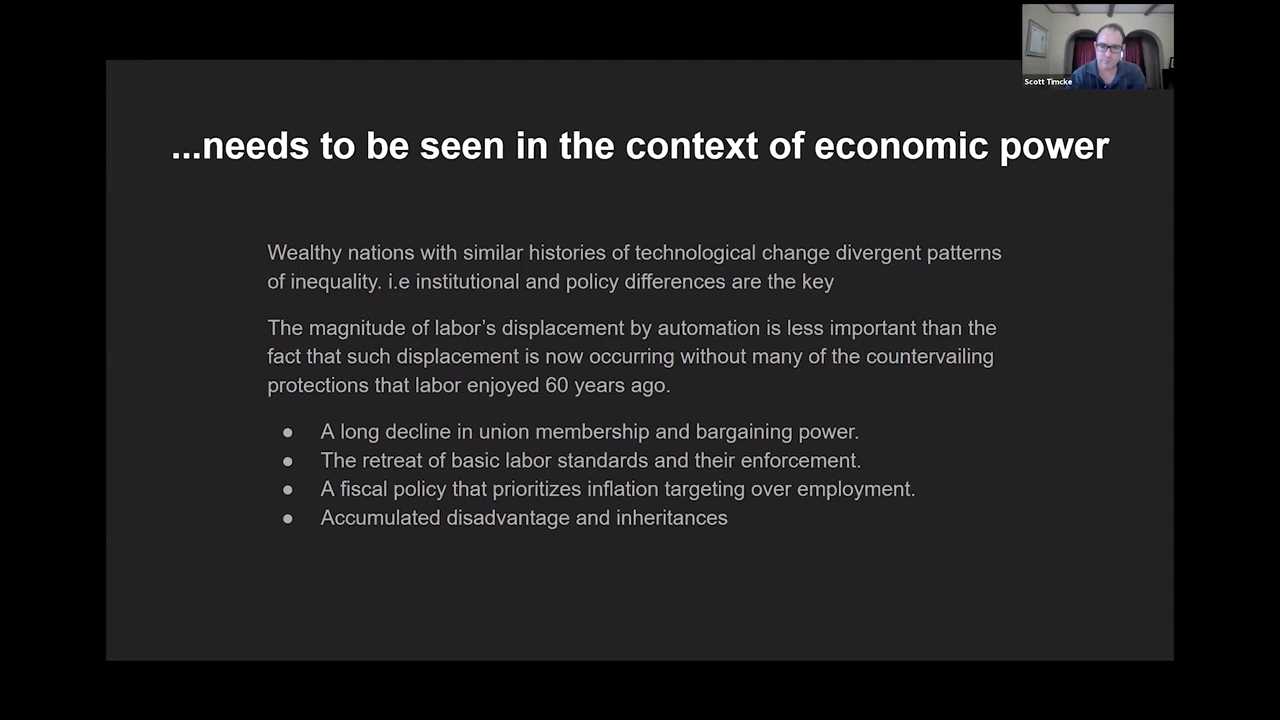 Scott Timcke
...needs to be seen in the context of economic power
Wealthy nations with similar histories of technological change divergent patterns
of inequality. i.e institutional and policy differences are the key
The magnitude of labor’s displacement by automation is less important than the
fact that such displacement is now occurring without many of the countervailing
protections that labor enjoyed 60 years ago.
● A long decline in union membership and bargaining power.
● The retreat of basic labor standards and their enforcement.
● A fiscal policy that prioritizes inflation targeting over employment.
● Accumulated disadvantage and inheritances